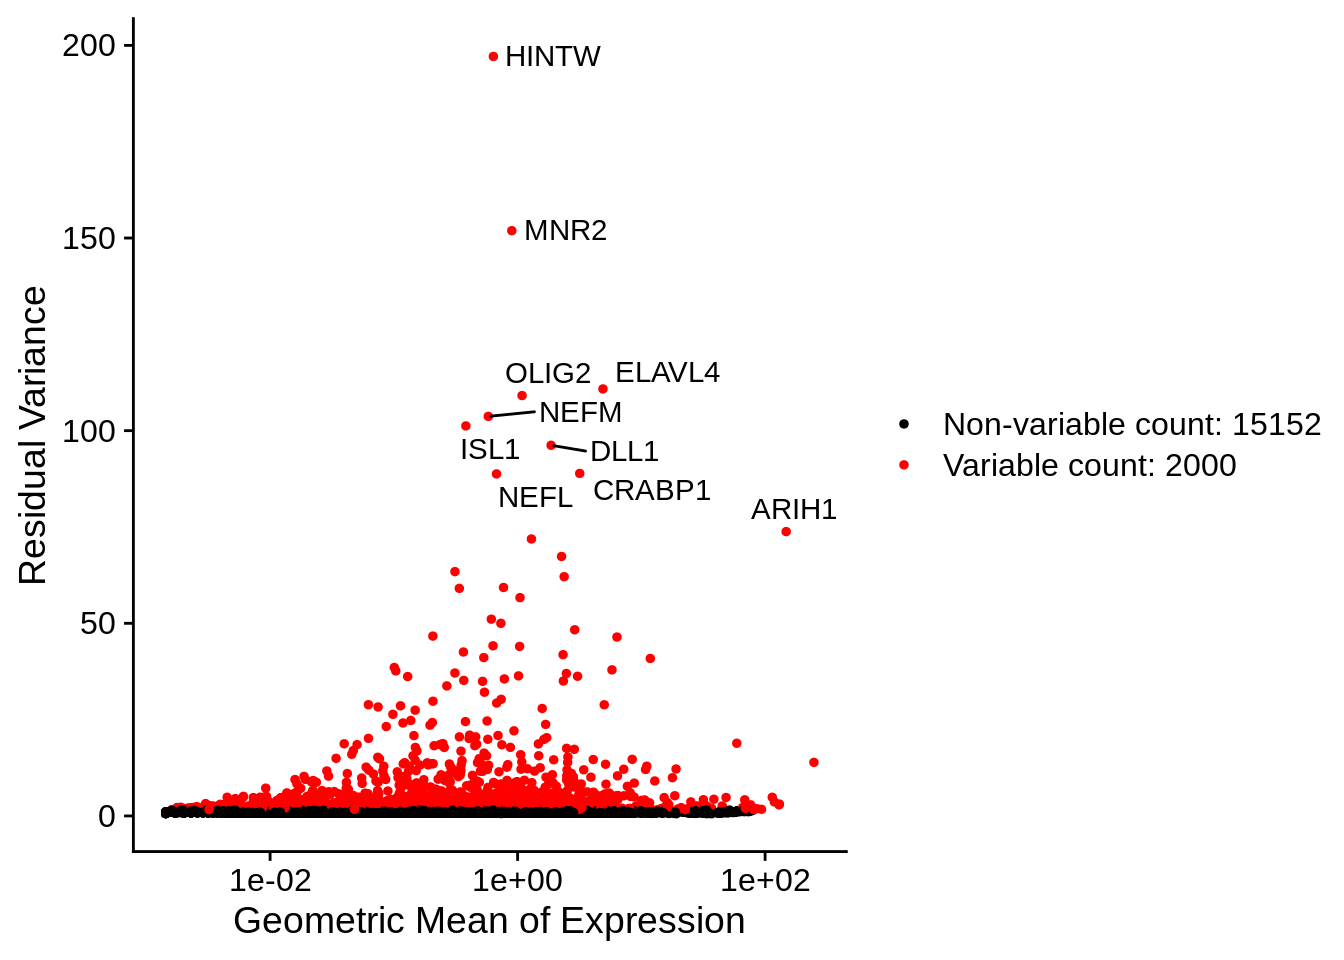 200
150
100
50
0
Residual Variance
HINTW
MNR2
OLIG2
ELAVL4
NEFM
ISL1
DLL1
NEFL
CRABP1
ARIH1
Non-variable count: 15152
Variable count: 2000
1e-02
1e+00
1e+02
Geometric Mean of Expression